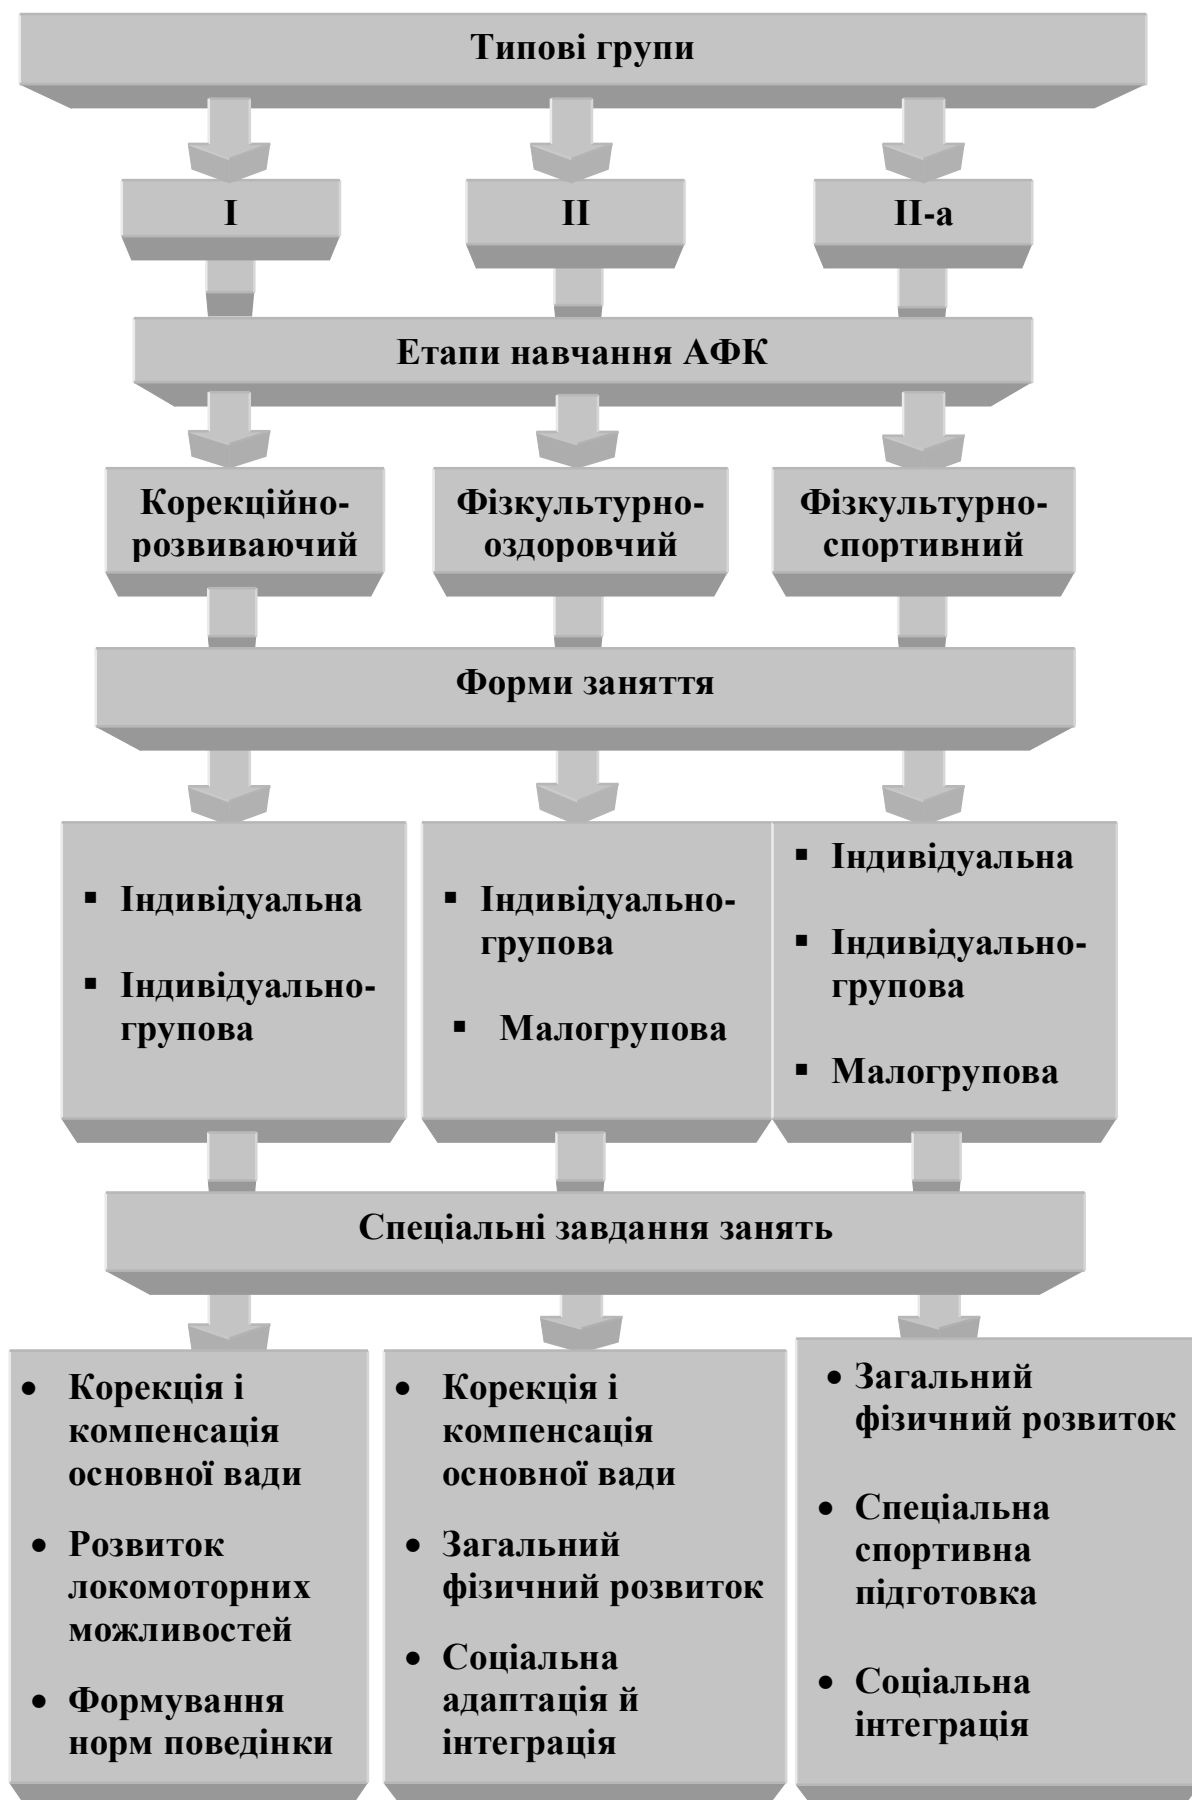 Типові групи
I
II
II-а
Етапи навчання АФК
Корекційно-
розвиваючий
Фізкультурно-
оздоровчий
Фізкультурно-
спортивний
Форми заняття
▪ Індивідуальна
▪ Індивідуально-
групова
▪ Індивідуально-
групова
▪ Малогрупова
▪ Індивідуальна
▪ Індивідуально-
групова
▪ Малогрупова
Спеціальні завдання занять
• Корекція і
компенсація
основної вади
• Розвиток
локомоторних
можливостей
• Формування
норм поведінки
• Корекція і
компенсація
основної вади
• Загальний
фізичний розвиток
• Соціальна
адаптація й
інтеграція
• Загальний
фізичний розвиток
• Спеціальна
спортивна
підготовка
• Соціальна
інтеграція